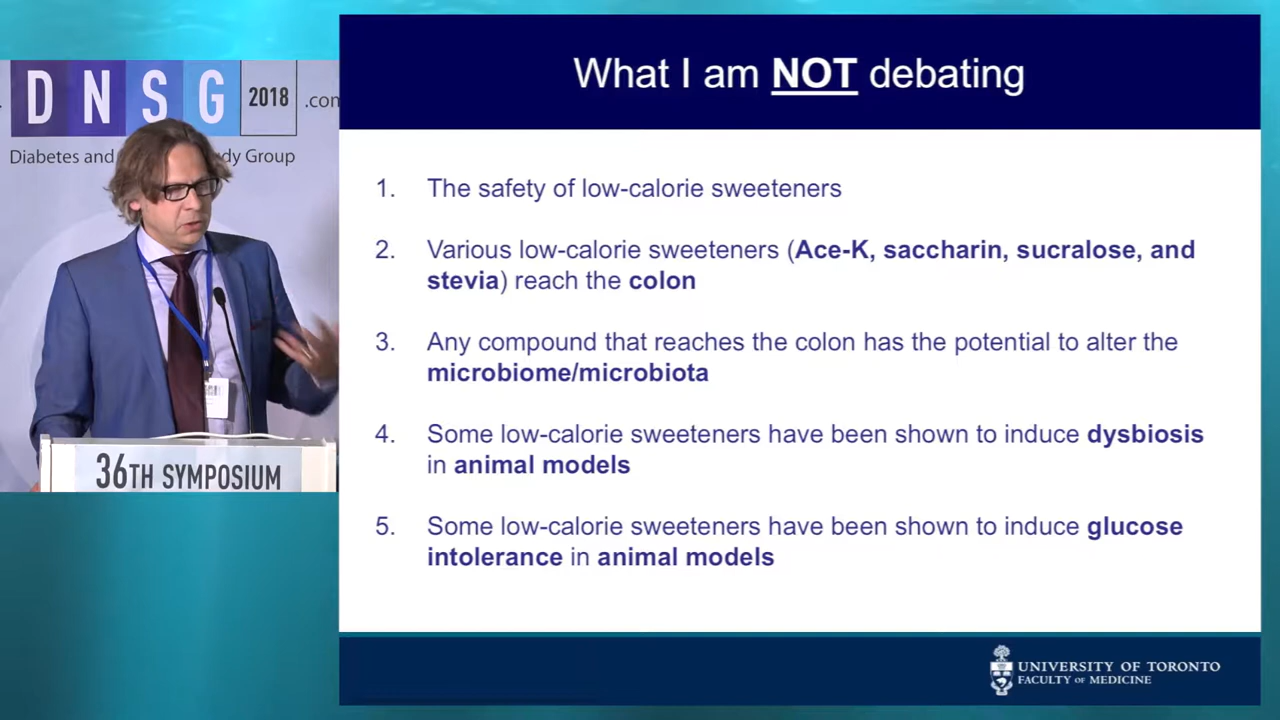 D N S G 2018 .com
Diabetes and dy Group
36TH SYMPOSIUM
What I am NOT debating
1. The safety of low-calorie sweeteners
2. Various low-calorie sweeteners (Ace-K, saccharin, sucralose, and
stevia) reach the colon
3. Any compound that reaches the colon has the potential to alter the
microbiome/microbiota
4. Some low-calorie sweeteners have been shown to induce dysbiosis
in animal models
5. Some low-calorie sweeteners have been shown to induce glucose
intolerance in animal models
UNIVERSITY OF TORONTO
FACULTY OF MEDICINE